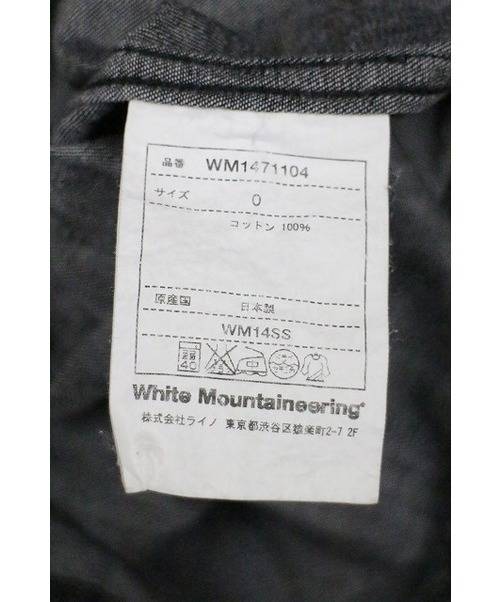 品番 WM1471104
サイズ 0
コットン 100%
原産国 日本製
WM14SS
40
White Mountaineering®
株式会社ライノ 東京都渋谷区猿楽町2-7 2F